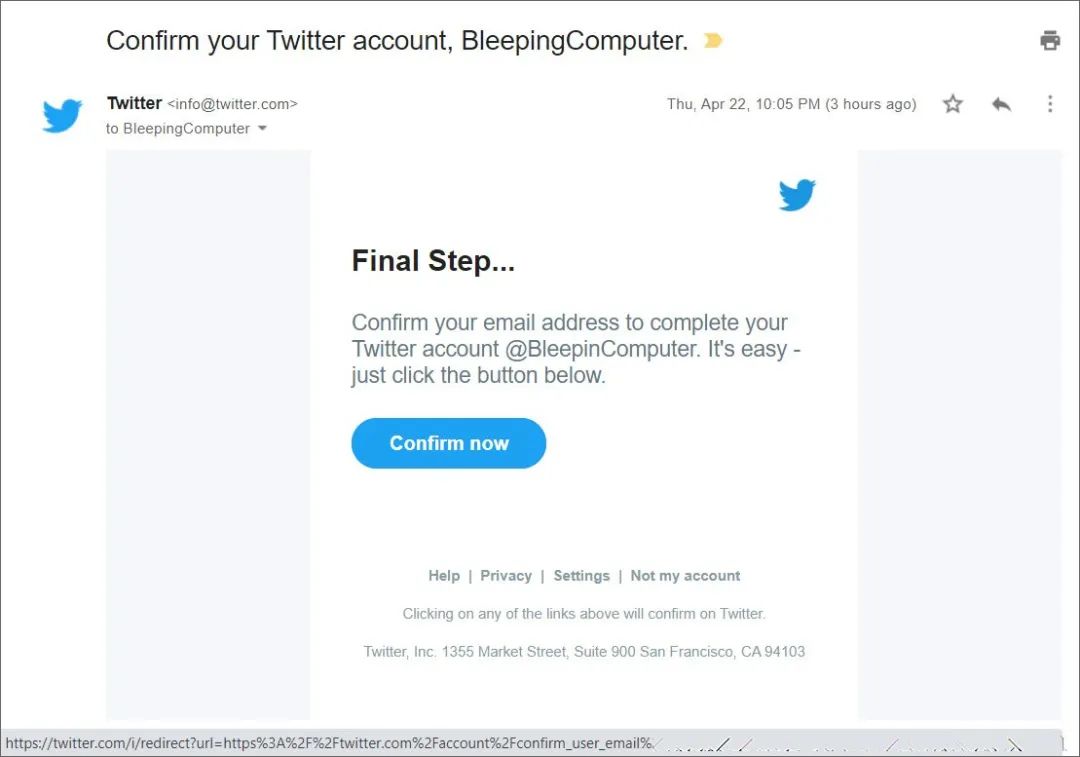 Confirm your Twitter account, BleepingComputer.
Twitter <info@twitter.com>
Thu, Apr 22, 10:05 PM (3 hours ago)
to BleepingComputer
Final Step...
Confirm your email address to complete your
Twitter account @BleepinComputer. It's easy -
just click the button below.
Confirm now
Help | Privacy | Settings | Not my account
Clicking on any of the links above will confirm on Twitter.
Twitter, Inc. 1355 Market Street, Suite 900 San Francisco, CA 94103
https://twitter.com/i/redirect?url=https%3A%2F%2Ftwitter.com%2Faccount%2Fconfirm_user_email%